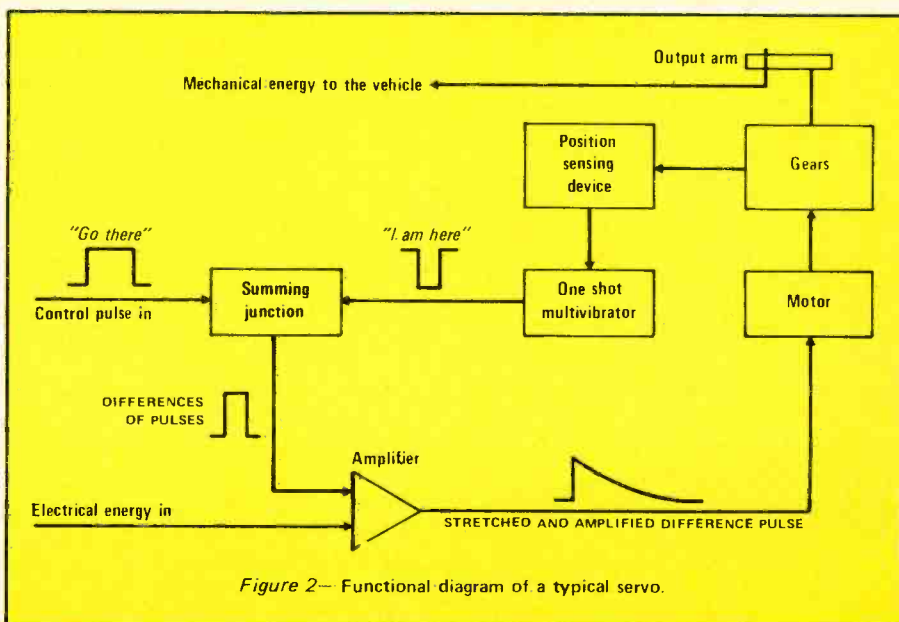 Output arm
Mechanical energy to the vehicle
Position
sensing
device
Gears
"Go there"
"I am here"
Summing
junction
One shot
multivibrator
Motor
Control pulse in
DIFFERENCES
OF PULSES
Amplifier
Electrical energy in
STRETCHED AND AMPLIFIED DIFFERENCE PULSE
Figure 2— Functional diagram of a typical servo.